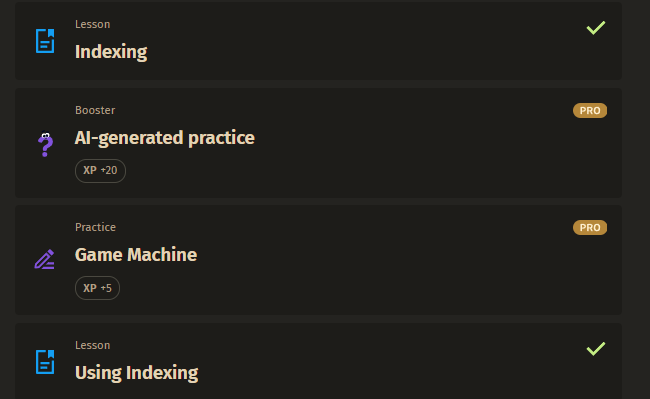 Lesson
Indexing
Booster
PRO
AI-generated practice
XP +20
Practice
PRO
Game Machine
XP +5
Lesson
Using Indexing